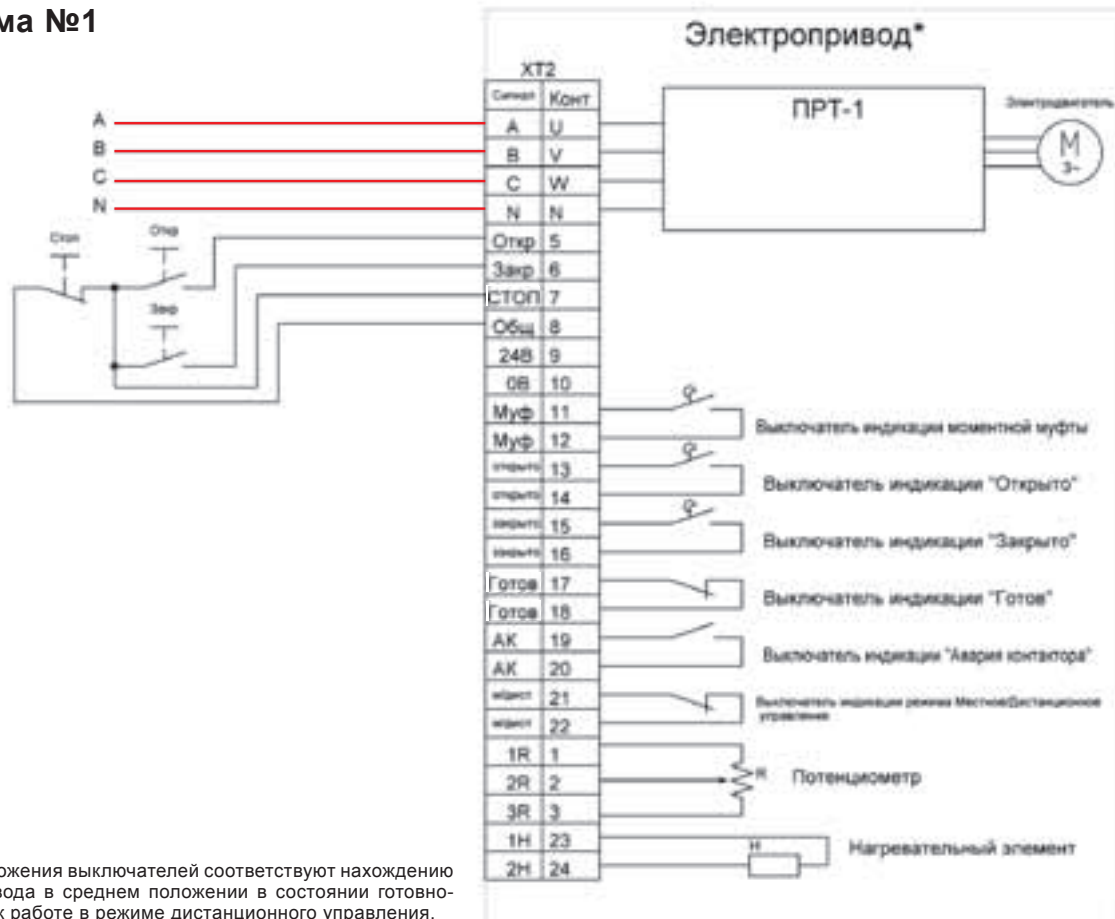 ма №1
Электропривод*
XT2
Сигнал Конт
ПРТ-1
Электродвигатель
M
3~
A
B
C
N
A U
B V
C W
N N
Стоп
Откр
Закр
Откр 5
Закр 6
СТОП 7
Общ 8
24В 9
0В 10
Муф 11
Муф 12
Выключатель индикации моментной муфты
открыто 13
открыто 14
Выключатель индикации "Открыто"
закрыто 15
закрыто 16
Выключатель индикации "Закрыто"
Готов 17
Готов 18
Выключатель индикации "Готов"
АК 19
АК 20
Выключатель индикации "Авария контактора"
м/дист 21
м/дист 22
Выключатель индикации режима Местное/Дистанционное
управления
1R 1
2R 2
3R 3
R Потенциометр
1Н 23
2Н 24
Н
Нагревательный элемент
ожения выключателей соответствуют нахождению
вода в среднем положении в состоянии готовно-
к работе в режиме дистанционного управления.